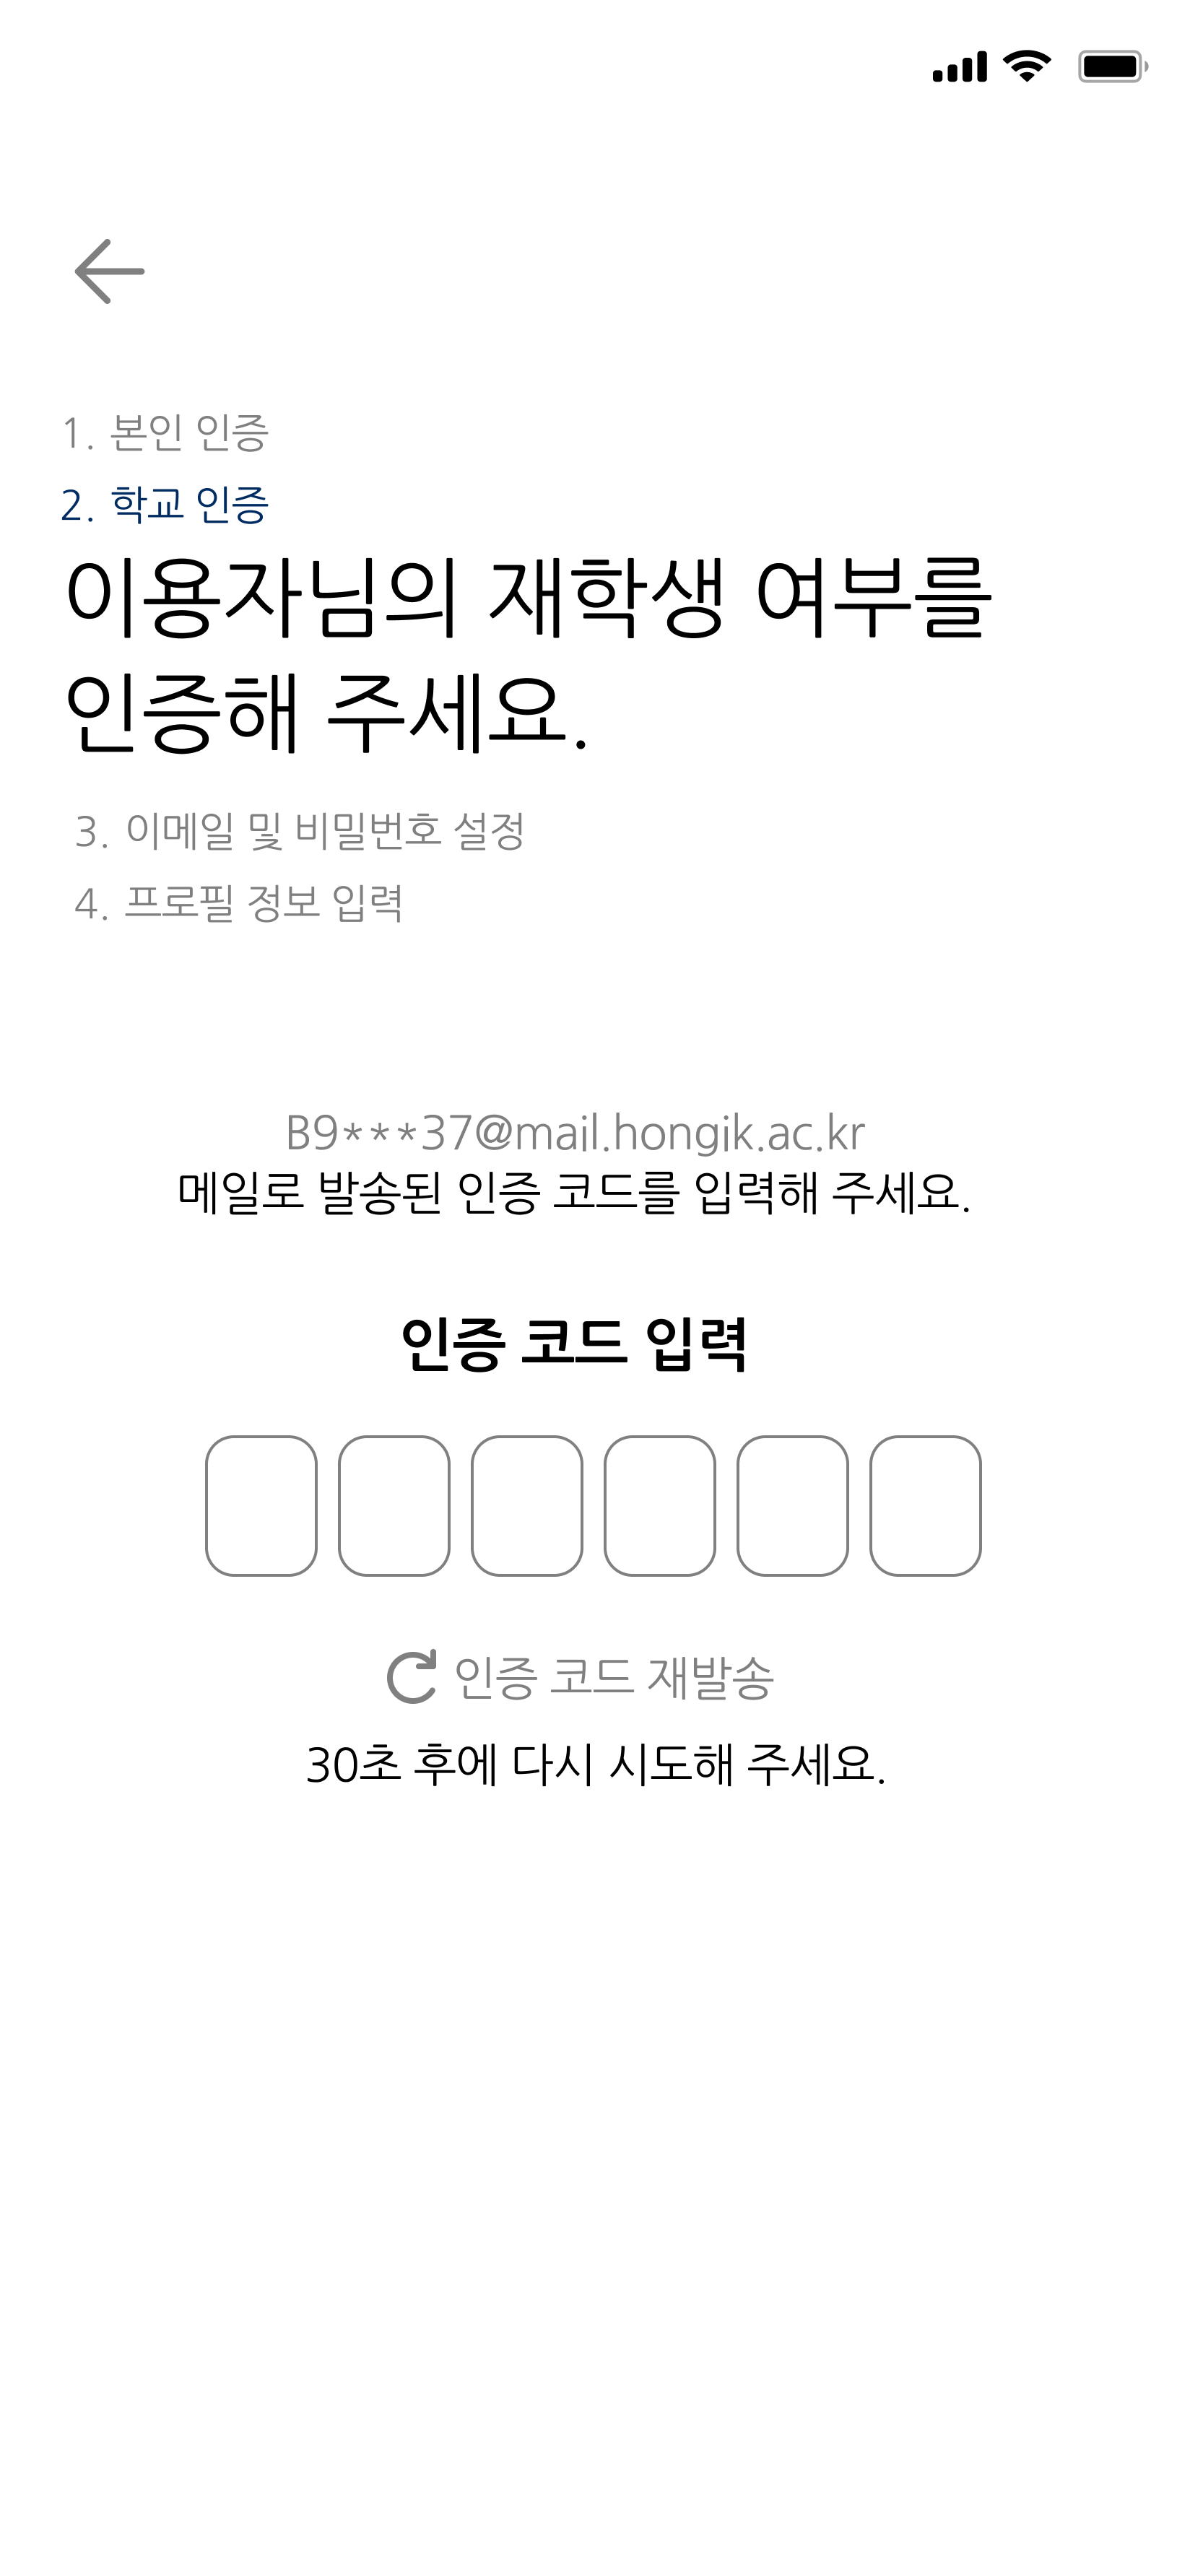 1. 본인 인증
2. 학교 인증
이용자님의 재학생 여부를
인증해 주세요.
3. 이메일 및 비밀번호 설정
4. 프로필 정보 입력
B9***37@mail.hongik.ac.kr
메일로 발송된 인증 코드를 입력해 주세요.
인증 코드 입력
인증 코드 재발송
30초 후에 다시 시도해 주세요.